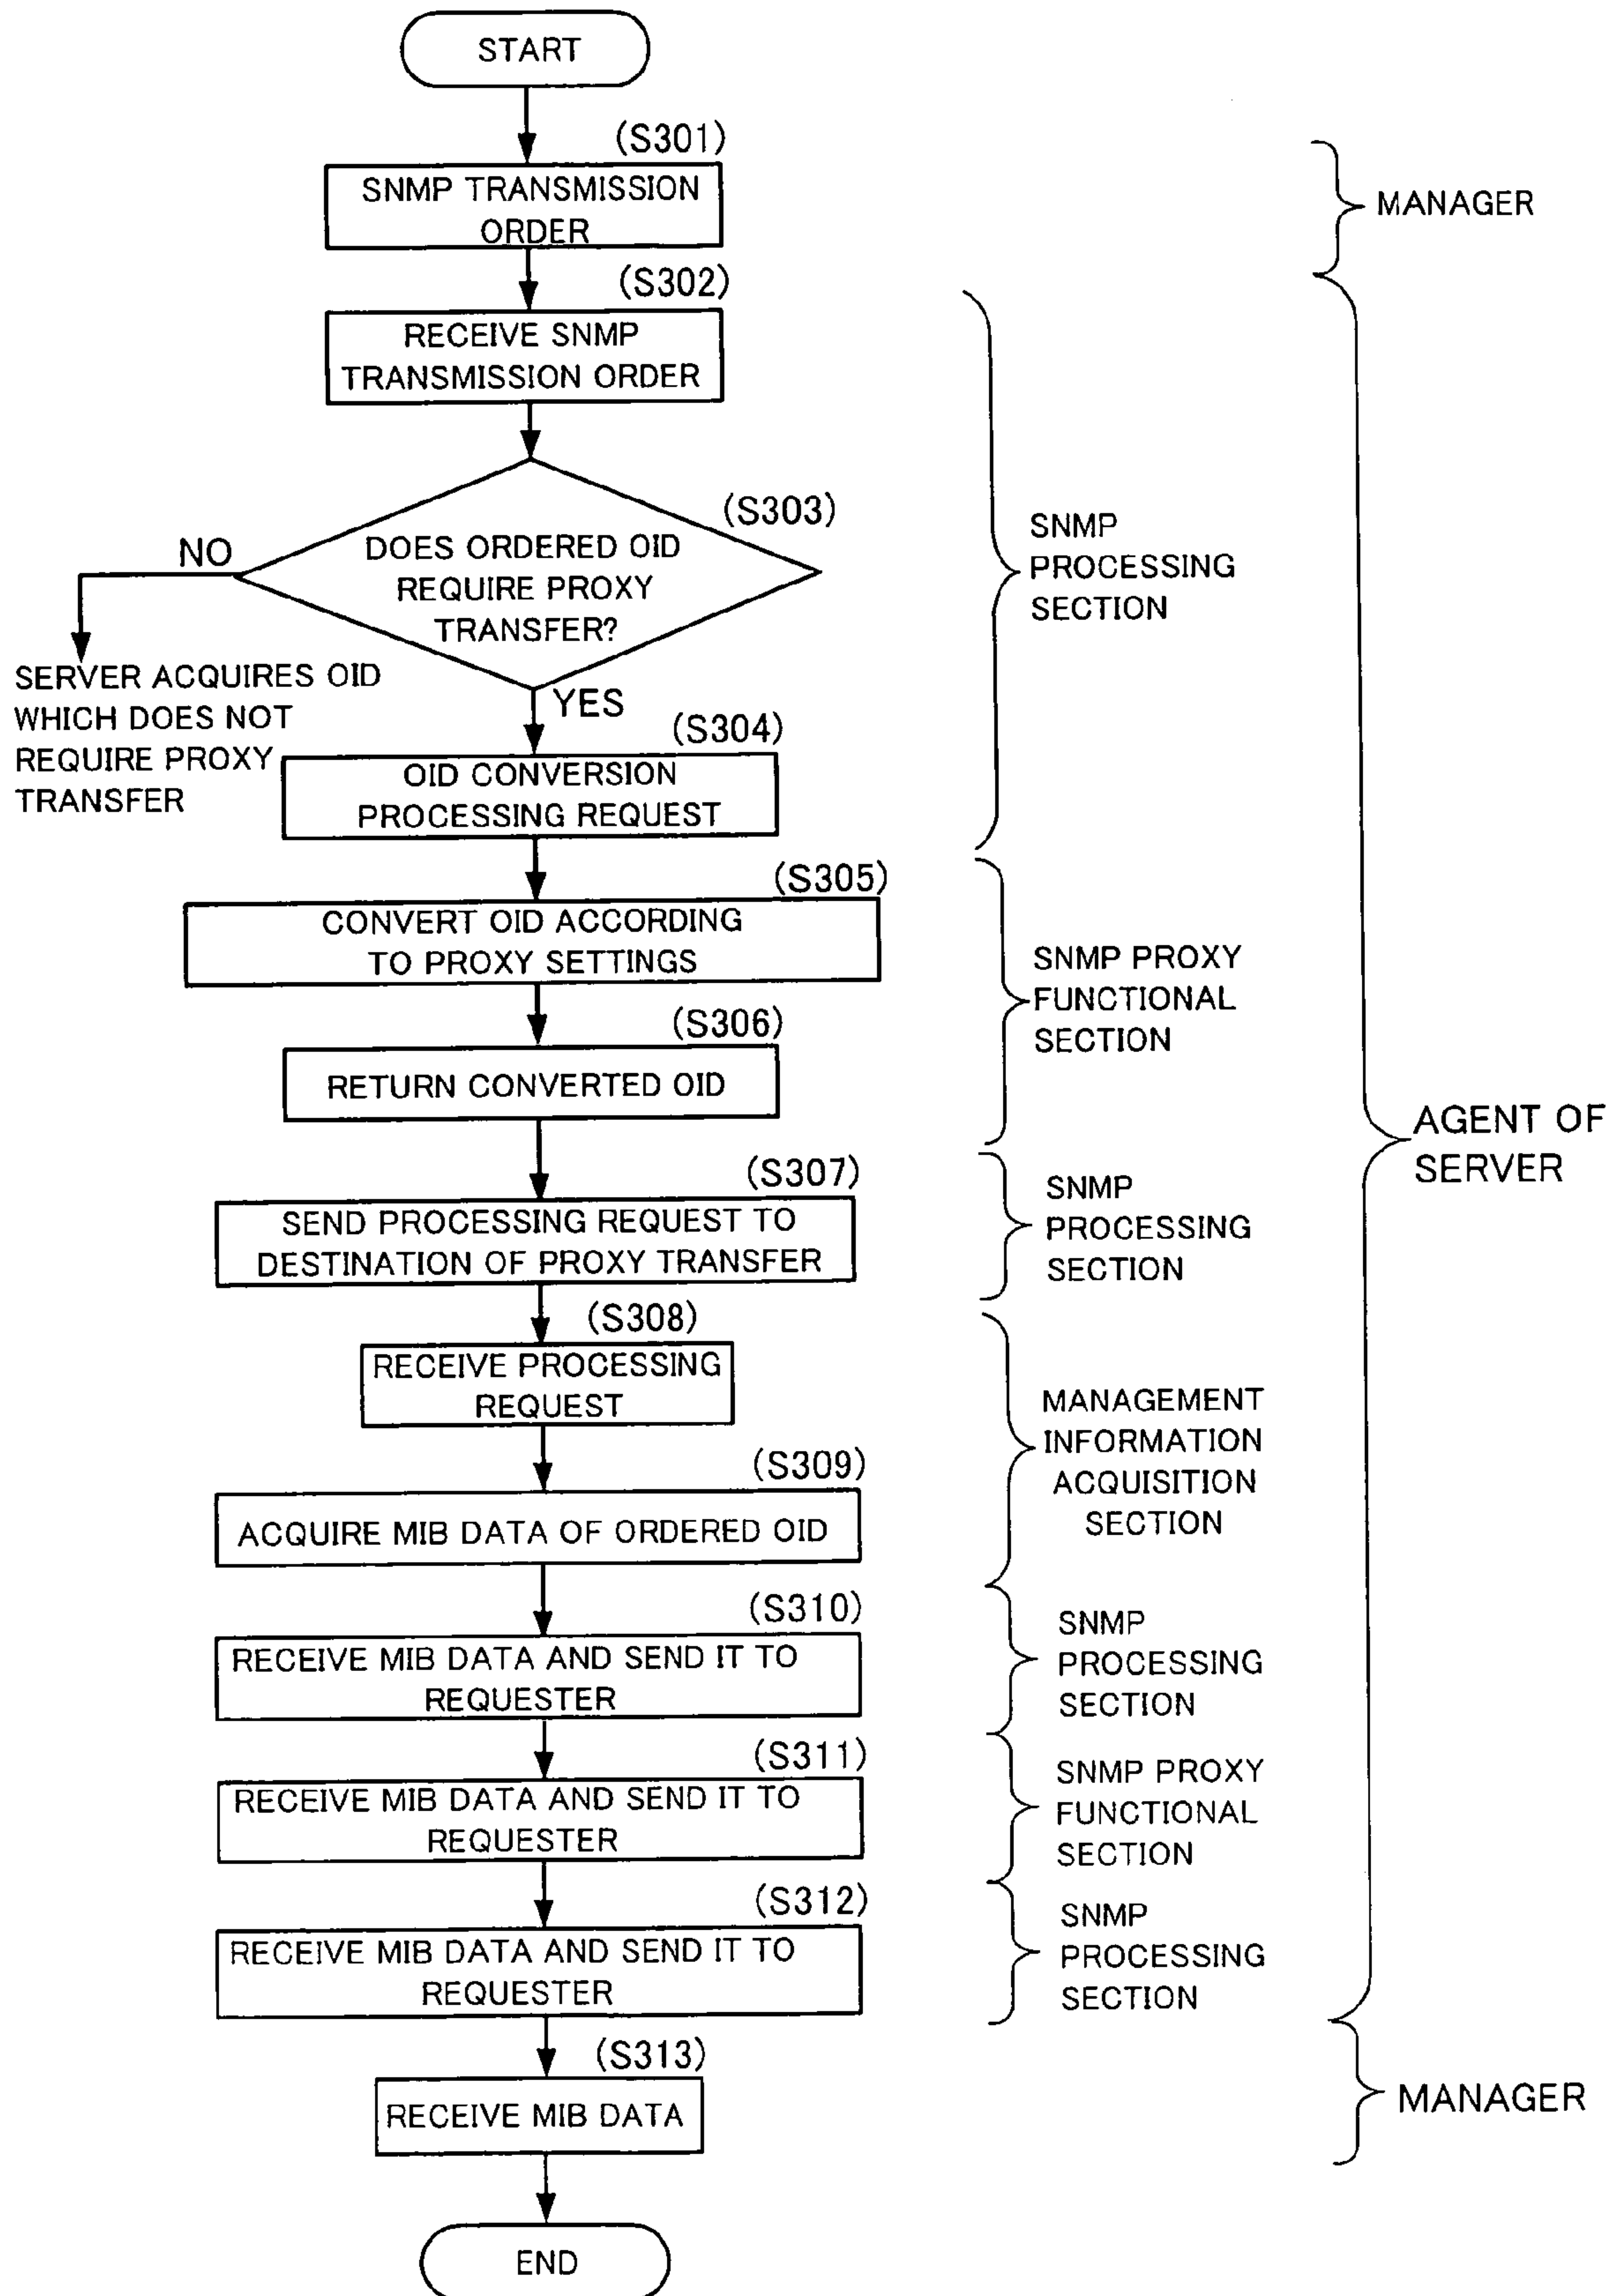 START
(S301)
SNMP TRANSMISSION
ORDER
MANAGER
(S302)
RECEIVE SNMP
TRANSMISSION ORDER
(S303)
DOES ORDERED OID
REQUIRE PROXY
TRANSFER?
NO
SERVER ACQUIRES OID
WHICH DOES NOT
REQUIRE PROXY
TRANSFER
YES
SNMP
PROCESSING
SECTION
(S304)
OID CONVERSION
PROCESSING REQUEST
(S305)
CONVERT OID ACCORDING
TO PROXY SETTINGS
SNMP PROXY
FUNCTIONAL
SECTION
(S306)
RETURN CONVERTED OID
AGENT OF
SERVER
(S307)
SEND PROCESSING REQUEST TO
DESTINATION OF PROXY TRANSFER
SNMP
PROCESSING
SECTION
(S308)
RECEIVE PROCESSING
REQUEST
MANAGEMENT
INFORMATION
ACQUISITION
SECTION
(S309)
ACQUIRE MIB DATA OF ORDERED OID
(S310)
RECEIVE MIB DATA AND SEND IT TO
REQUESTER
SNMP
PROCESSING
SECTION
(S311)
RECEIVE MIB DATA AND SEND IT TO
REQUESTER
SNMP PROXY
FUNCTIONAL
SECTION
(S312)
RECEIVE MIB DATA AND SEND IT TO
REQUESTER
SNMP
PROCESSING
SECTION
(S313)
RECEIVE MIB DATA
MANAGER
END